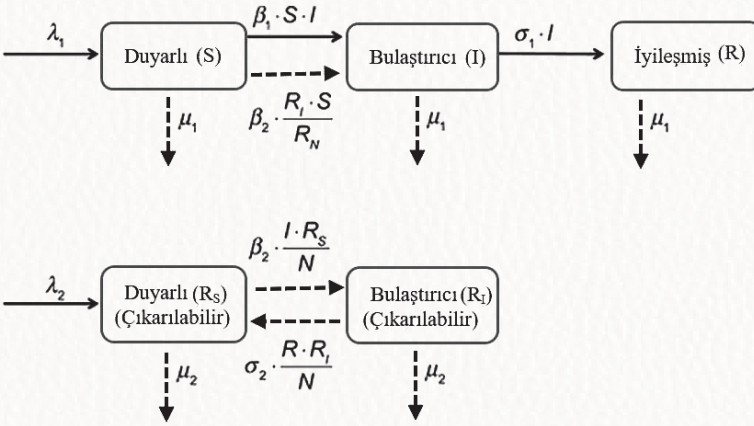 λ₁
Duyarlı (S)
β₁ · S · I
β₂ · R_I · S / R_N
Bulaştırıcı (I)
σ₁ · I
İyileşmiş (R)
μ₁
μ₁
μ₁
λ₂
Duyarlı (R_S)
(Çıkarılabilir)
β₂ · I · R_S / N
σ₂ · R · R_I / N
Bulaştırıcı (R_I)
(Çıkarılabilir)
μ₂
μ₂